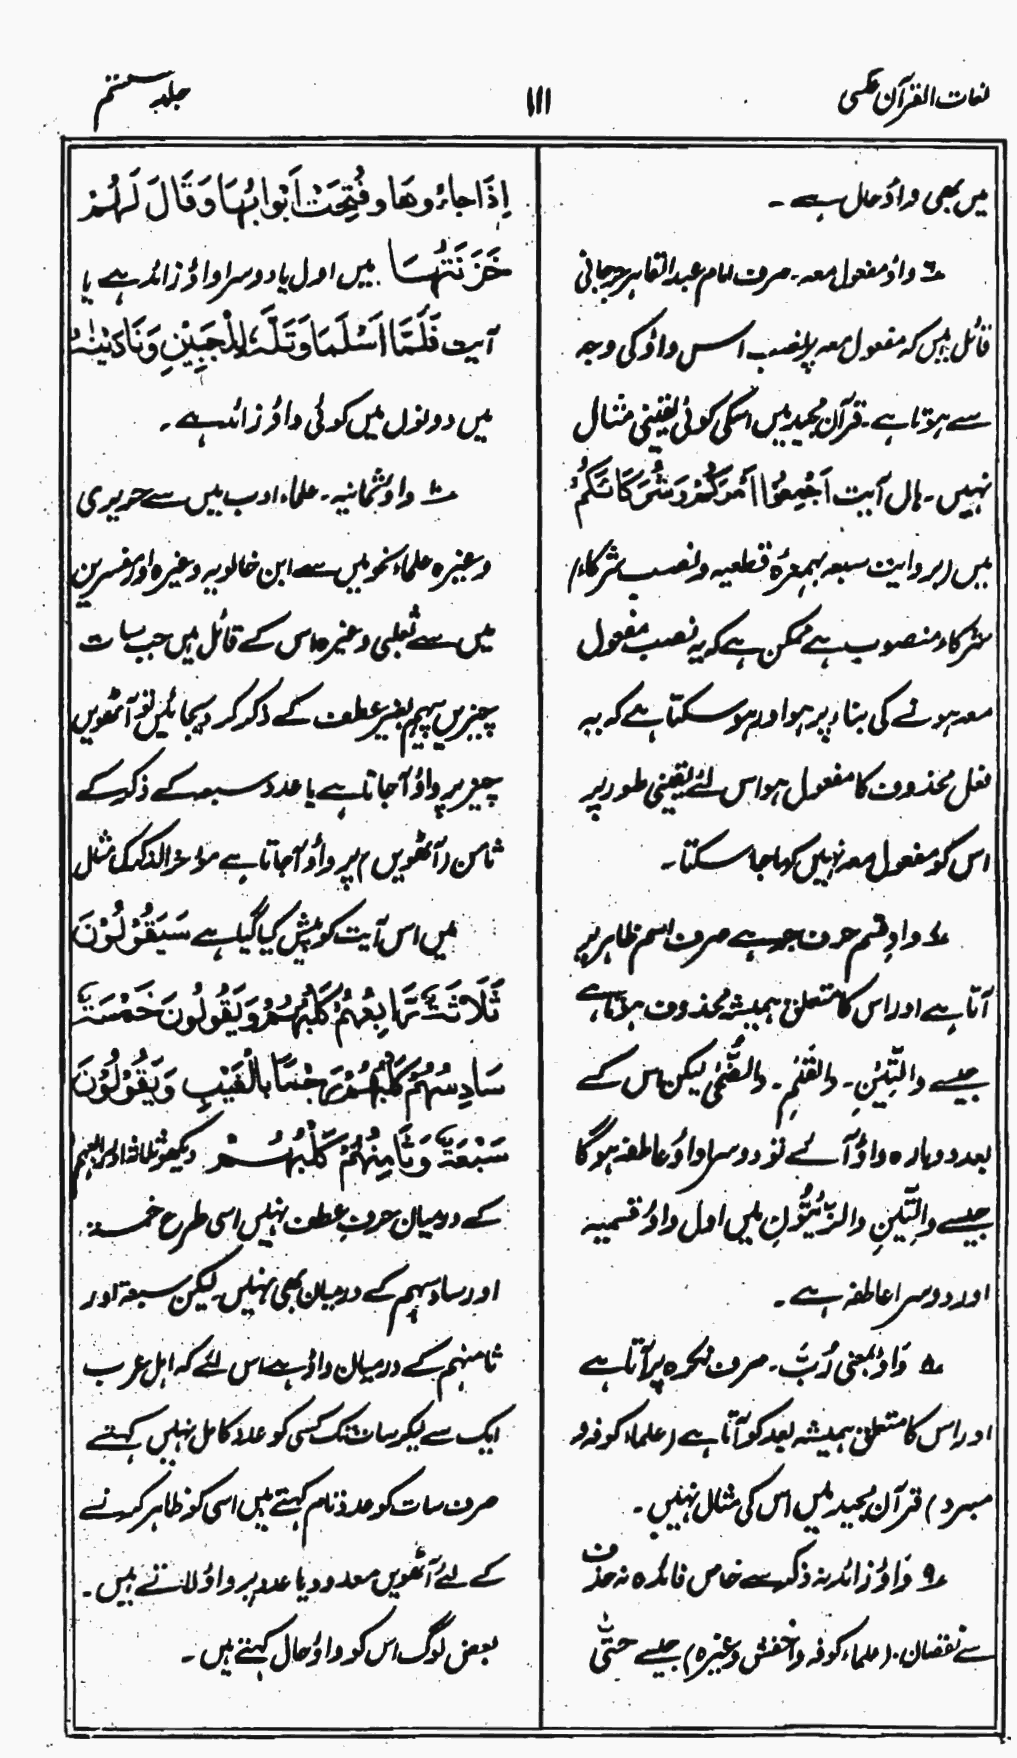 لغات القرآن عکسی
۱۱۱
جلد ششم
میں بھی واؤ حال ہے ۔
۶ واؤ مفعول معہ ۔ صرف امام عبد القاہر جرجانی
قائل ہیں کہ مفعول معہ پر نصب اس واؤ کی وجہ
سے ہوتا ہے ۔ قرآن مجید میں اسکی کوئی یقینی مثال
نہیں ۔ ہاں آیت اَجْمِعُوْا اَمْرَكُمْ وَشُرَكَآئَكُمْ
میں (بروایت سبعہ بہمزہ قطعیہ و نصب شرکاء)
شرکاء منصوب ہے ممکن ہے کہ یہ نصب مفعول
معہ ہونے کی بناء پر ہو اور ہو سکتا ہے کہ یہ
فعل محذوف کا مفعول ہو اس لئے یقینی طور پر
اس کو مفعول معہ نہیں کہا جا سکتا ۔
۷ واؤ قسم حرف جر ہے صرف اسم ظاہر پر
آتا ہے اور اس کا متعلق ہمیشہ محذوف ہوتا ہے
جیسے وَالتِّيْنِ ۔ وَالْقَلَمِ ۔ وَالضُّحٰى لیکن اس کے
بعد دوبارہ واؤ آئے تو دوسرا واؤ عاطفہ ہوگا
جیسے وَالتِّيْنِ وَالزَّيْتُوْنِ میں اول واؤ قسمیہ
اور دوسرا عاطفہ ہے ۔
۸ وَاؤ بمعنی رُبَّ ۔ صرف نکرہ پر آتا ہے
اور اس کا متعلق ہمیشہ بعد کو آتا ہے (علماء کوفہ و
مبرد) قرآن مجید میں اس کی مثال نہیں ۔
۹ وَاؤ زائد نہ ذکر سے خاص فائدہ نہ حذف
سے نقصان ۔ (علماء کوفہ و اخفش وغیرہ) جیسے حَتّٰى
اِذَا جَاءُوْهَا وَفُتِحَتْ اَبْوَابُهَا وَقَالَ لَهُمْ
خَزَنَتُهَا میں اول یا دوسرا واؤ زائد ہے یا
آیت فَلَمَّا اَسْلَمَا وَتَلَّهٗ لِلْجَبِيْنِ وَنَادَيْنٰهُ
میں دونوں میں کوئی واؤ زائد ہے ۔
۱۰ واؤ ثمانیہ ۔ علماء ادب میں سے حریری
وغیرہ علماء نحو میں سے ابن خالویہ وغیرہ اور مفسرین
میں سے ثعلبی وغیرہ اس کے قائل ہیں جب سات
چیزیں پیہم بغیر عطف کے ذکر کر دیجائیں تو آٹھویں
چیز پر واؤ آ جاتا ہے یا عدد سبعہ کے ذکر کے
ثامن (آٹھویں) پر واؤ آ جاتا ہے مؤخر الذکر کی مثال
میں اس آیت کو پیش کیا گیا ہے سَيَقُوْلُوْنَ
ثَلَاثَةٌ رَّابِعُهُمْ كَلْبُهُمْ وَيَقُوْلُوْنَ خَمْسَةٌ
سَادِسُهُمْ كَلْبُهُمْ رَجْمًا بِالْغَيْبِ وَيَقُوْلُوْنَ
سَبْعَةٌ وَّثَامِنُهُمْ كَلْبُهُمْ دیکھو ثلاثۃ اور رابعہم
کے درمیان حرف عطف نہیں اسی طرح خمسۃ
اور سادسہم کے درمیان بھی نہیں ۔ لیکن سبعۃ اور
ثامنہم کے درمیان واؤ ہے اس لئے کہ اہل عرب
ایک سے لیکر سات تک کسی کو عدد کامل نہیں کہتے
صرف سات کو عدد تام کہتے ہیں اسی کو ظاہر کرنے
کے لئے آٹھویں معدود یا عدد پر واؤ لاتے ہیں ۔
بعض لوگ اس کو واؤ حال کہتے ہیں ۔